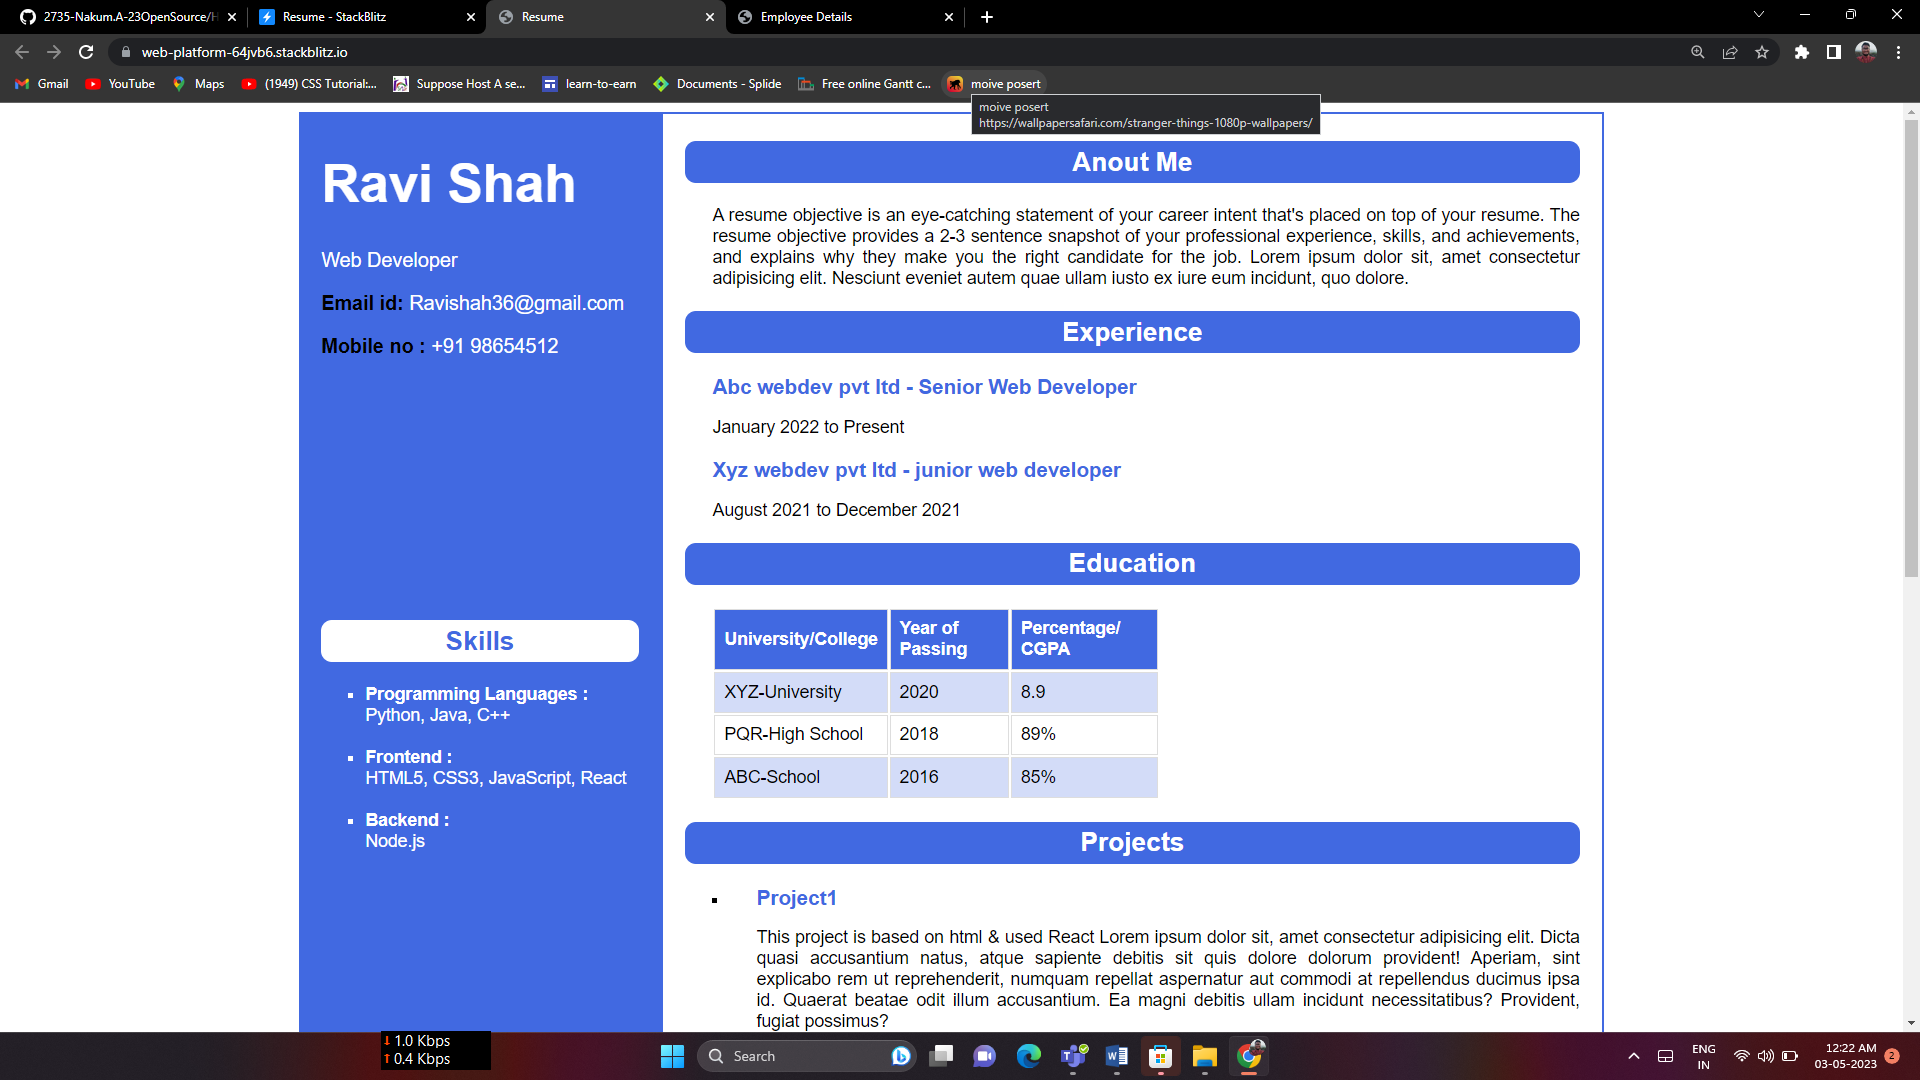 2735-Nakum.A-23OpenSource/H
Resume - StackBlitz
Resume
Employee Details
web-platform-64jvb6.stackblitz.io
Gmail
YouTube
Maps
(1949) CSS Tutorial:...
Suppose Host A se...
learn-to-earn
Documents - Splide
Free online Gantt c...
moive posert
moive posert
https://wallpapersafari.com/stranger-things-1080p-wallpapers/
Ravi Shah
Web Developer
Email id: Ravishah36@gmail.com
Mobile no : +91 98654512
Skills
Programming Languages :
Python, Java, C++
Frontend :
HTML5, CSS3, JavaScript, React
Backend :
Node.js
Anout Me
A resume objective is an eye-catching statement of your career intent that's placed on top of your resume. The
resume objective provides a 2-3 sentence snapshot of your professional experience, skills, and achievements,
and explains why they make you the right candidate for the job. Lorem ipsum dolor sit, amet consectetur
adipisicing elit. Nesciunt eveniet autem quae ullam iusto ex iure eum incidunt, quo dolore.
Experience
Abc webdev pvt ltd - Senior Web Developer
January 2022 to Present
Xyz webdev pvt ltd - junior web developer
August 2021 to December 2021
Education
University/College Year of Passing Percentage/ CGPA
XYZ-University 2020 8.9
PQR-High School 2018 89%
ABC-School 2016 85%
Projects
Project1
This project is based on html & used React Lorem ipsum dolor sit, amet consectetur adipisicing elit. Dicta
quasi accusantium natus, atque sapiente debitis sit quis dolore dolorum provident! Aperiam, sint
explicabo rem ut reprehenderit, numquam repellat aspernatur aut commodi at repellendus ducimus ipsa
id. Quaerat beatae odit illum accusantium. Ea magni debitis ullam incidunt necessitatibus? Provident,
fugiat possimus?
1.0 Kbps
0.4 Kbps
Search
ENG
IN
12:22 AM
03-05-2023
2